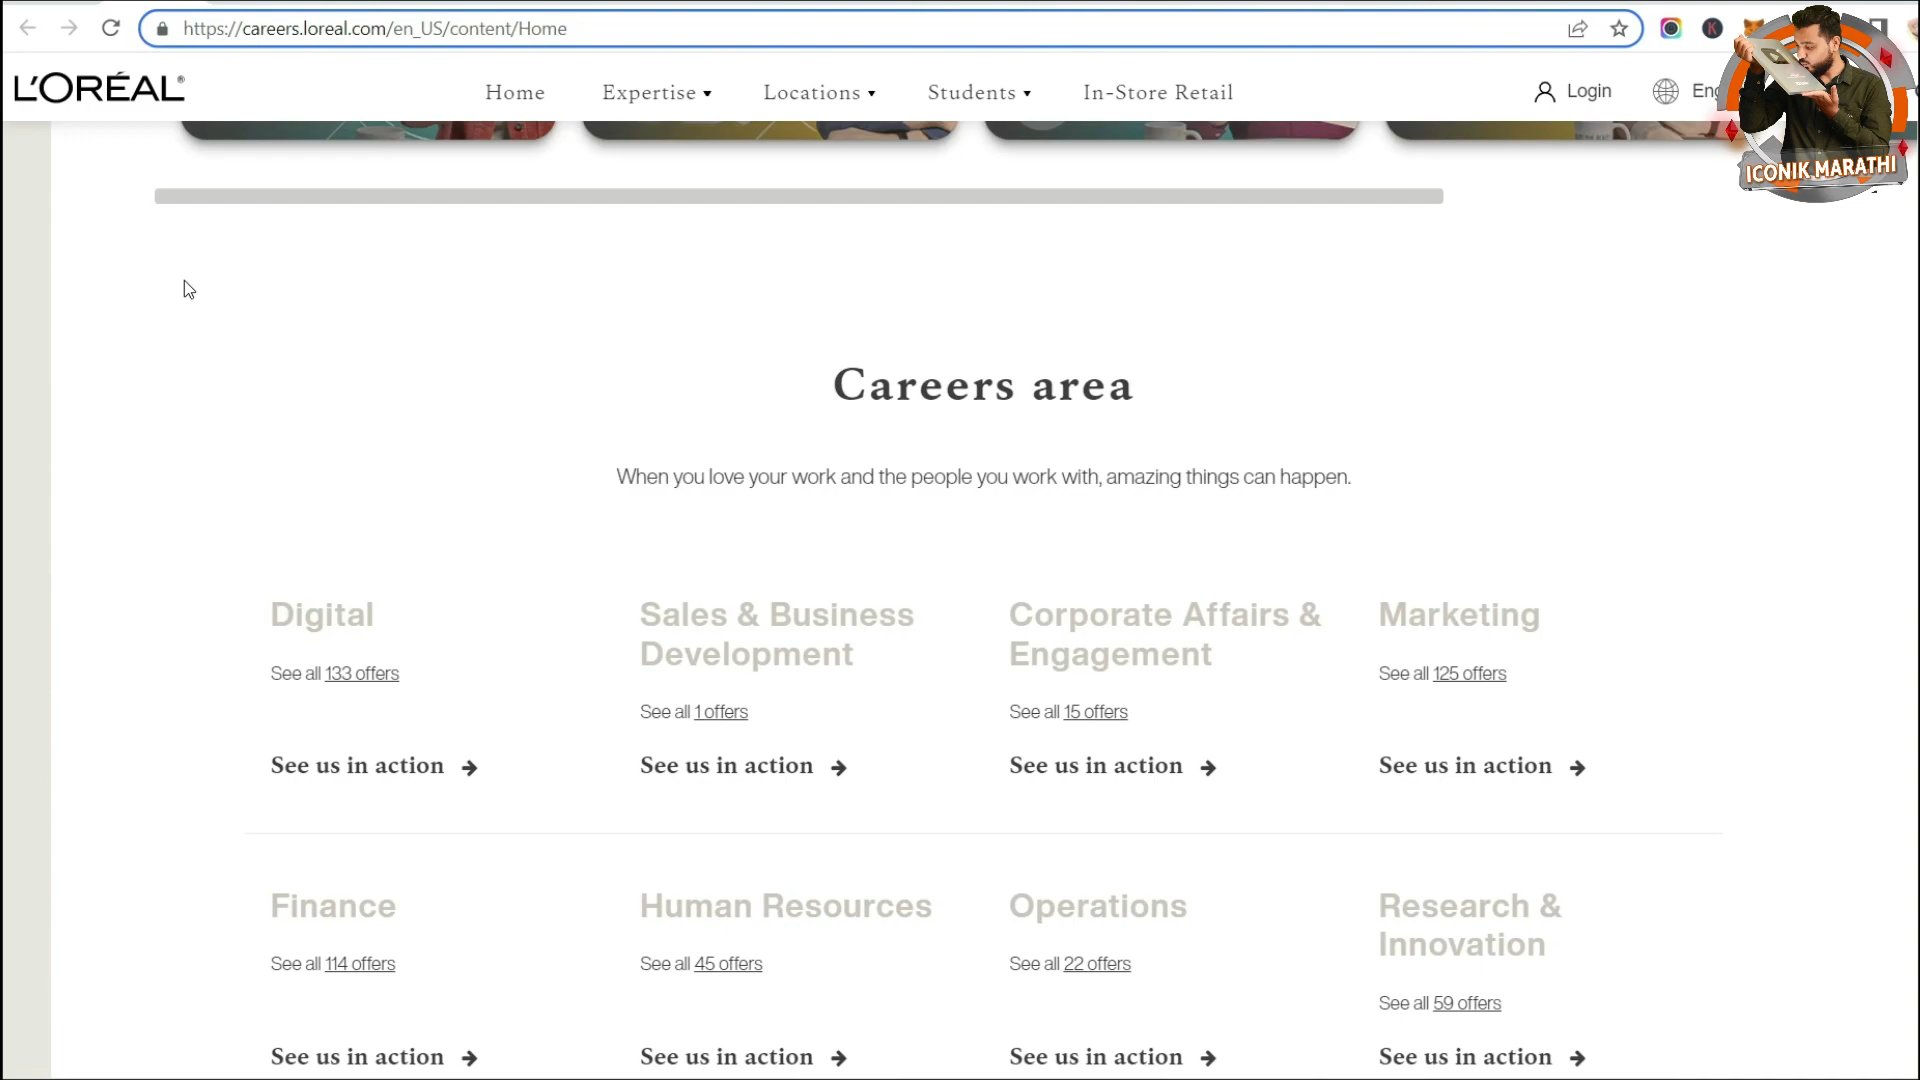 https://careers.loreal.com/en_US/content/Home
L'ORÉAL®
Home
Expertise
Locations
Students
In-Store Retail
Login
K
ICONIK MARATHI
Careers area
When you love your work and the people you work with, amazing things can happen.
Digital
See all 133 offers
See us in action
Sales & Business
Development
See all 1 offers
See us in action
Corporate Affairs &
Engagement
See all 15 offers
See us in action
Marketing
See all 125 offers
See us in action
Finance
See all 114 offers
See us in action
Human Resources
See all 45 offers
See us in action
Operations
See all 22 offers
See us in action
Research &
Innovation
See all 59 offers
See us in action